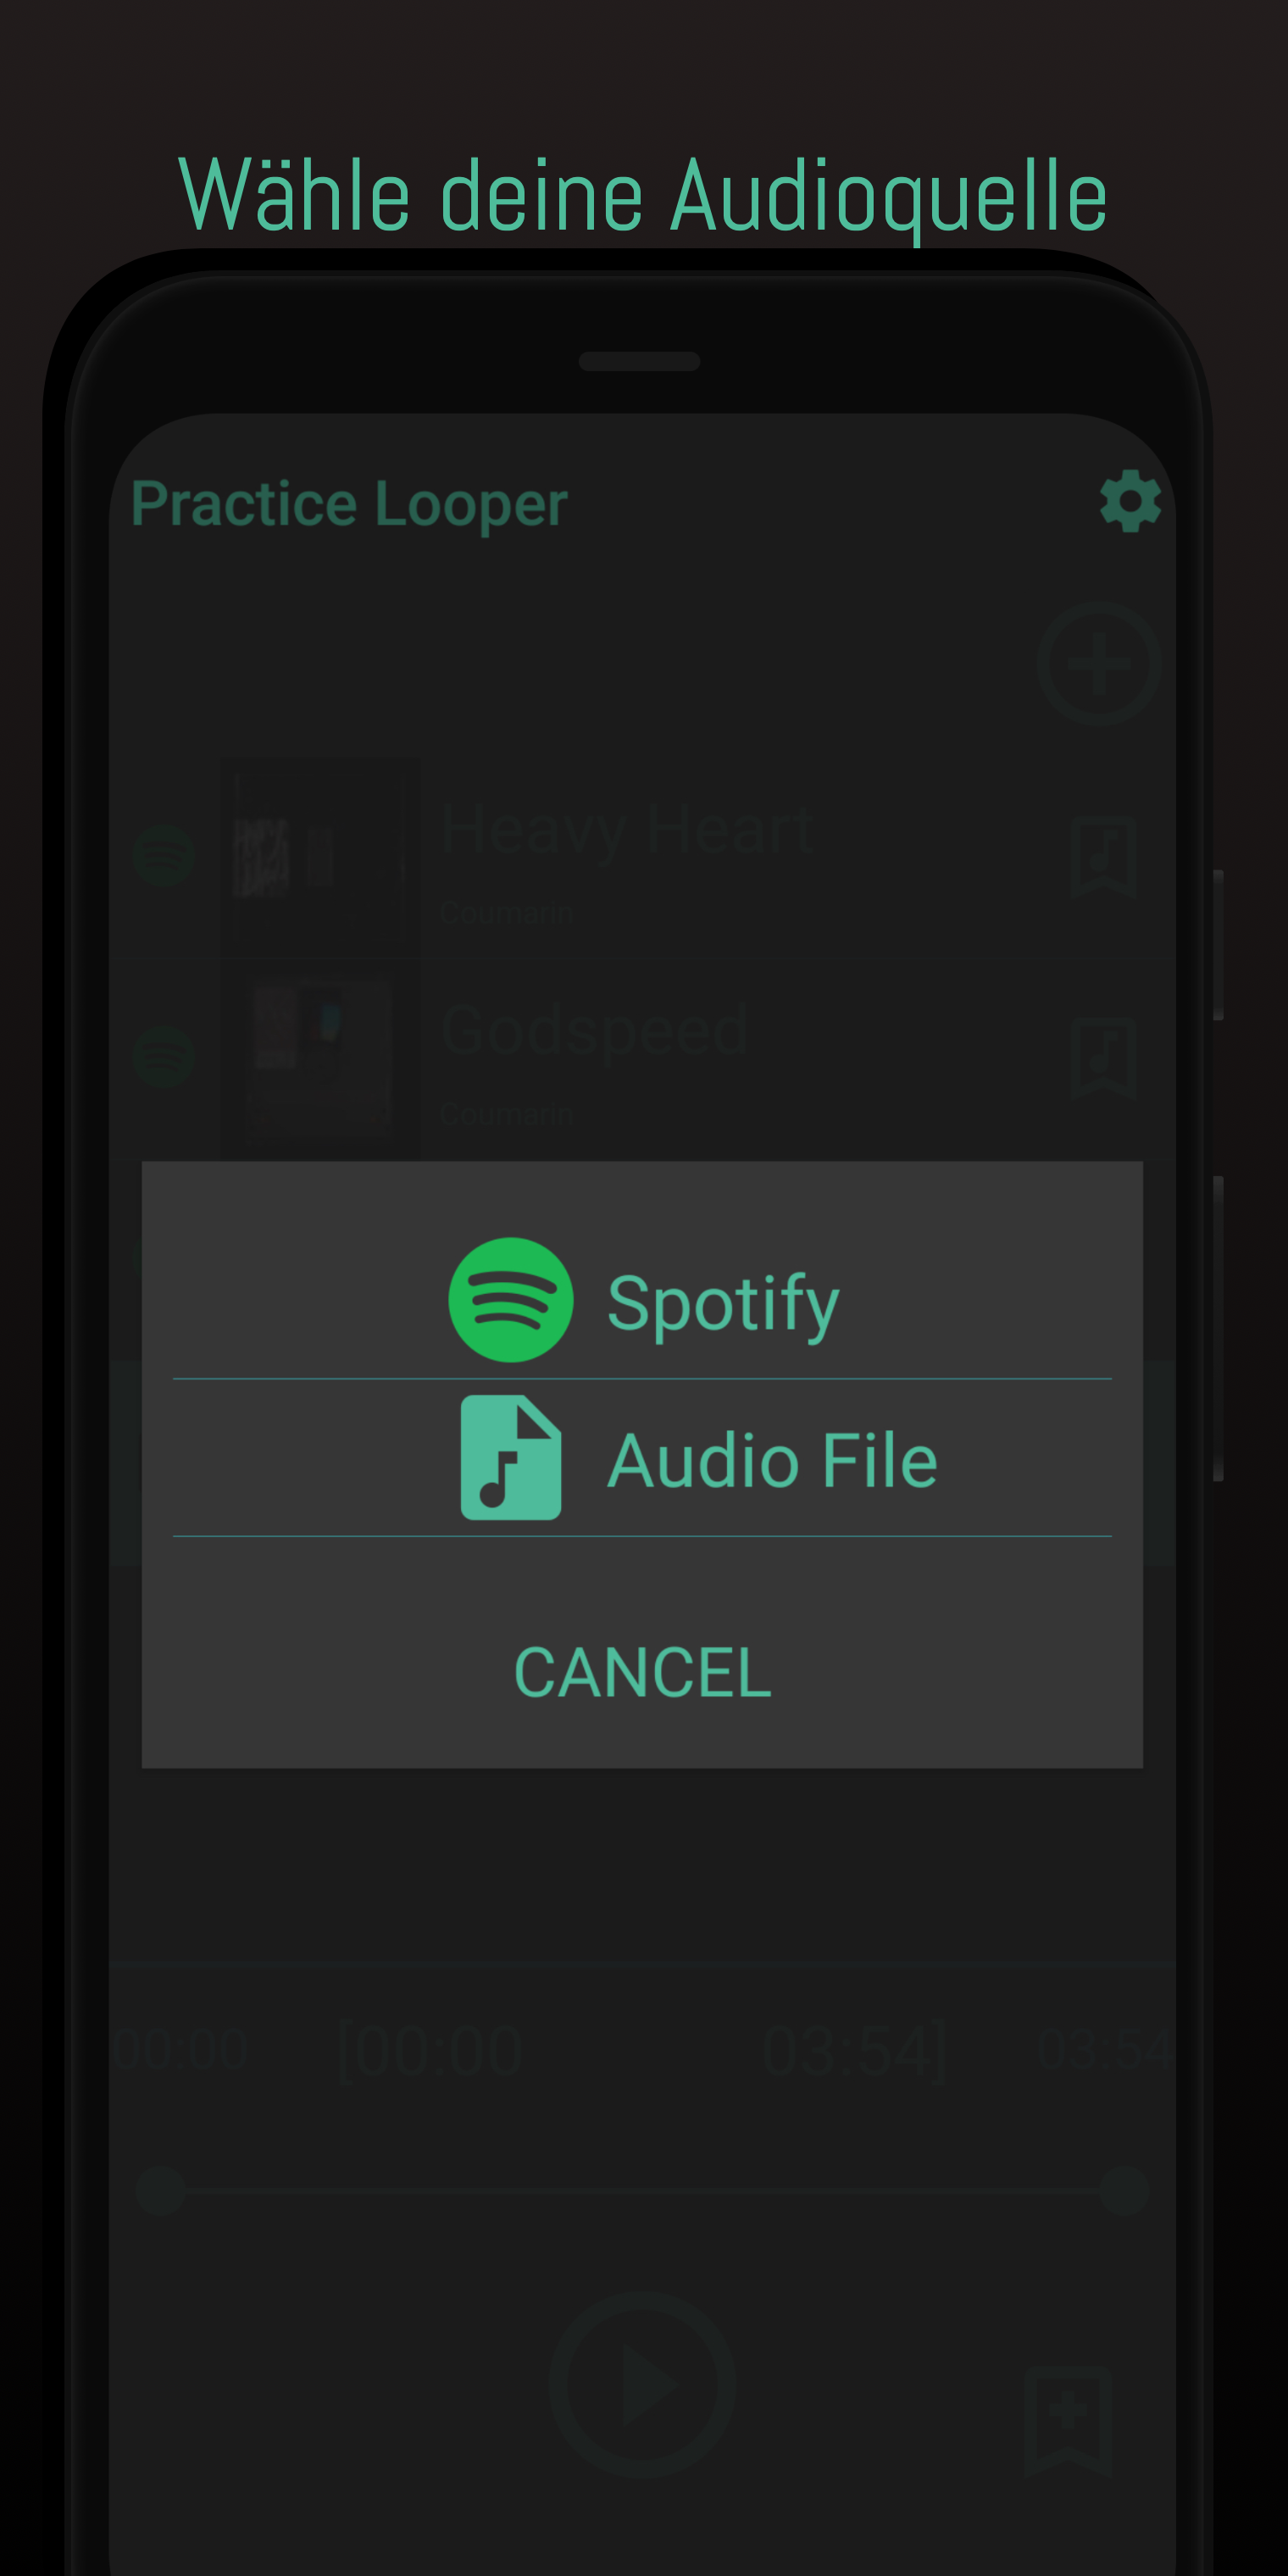 Wähle deine Audioquelle
Practice Looper
Heavy Heart
Coumarin
Godspeed
Coumarin
Spotify
Audio File
CANCEL
00:00 [00:00 03:54] 03:54